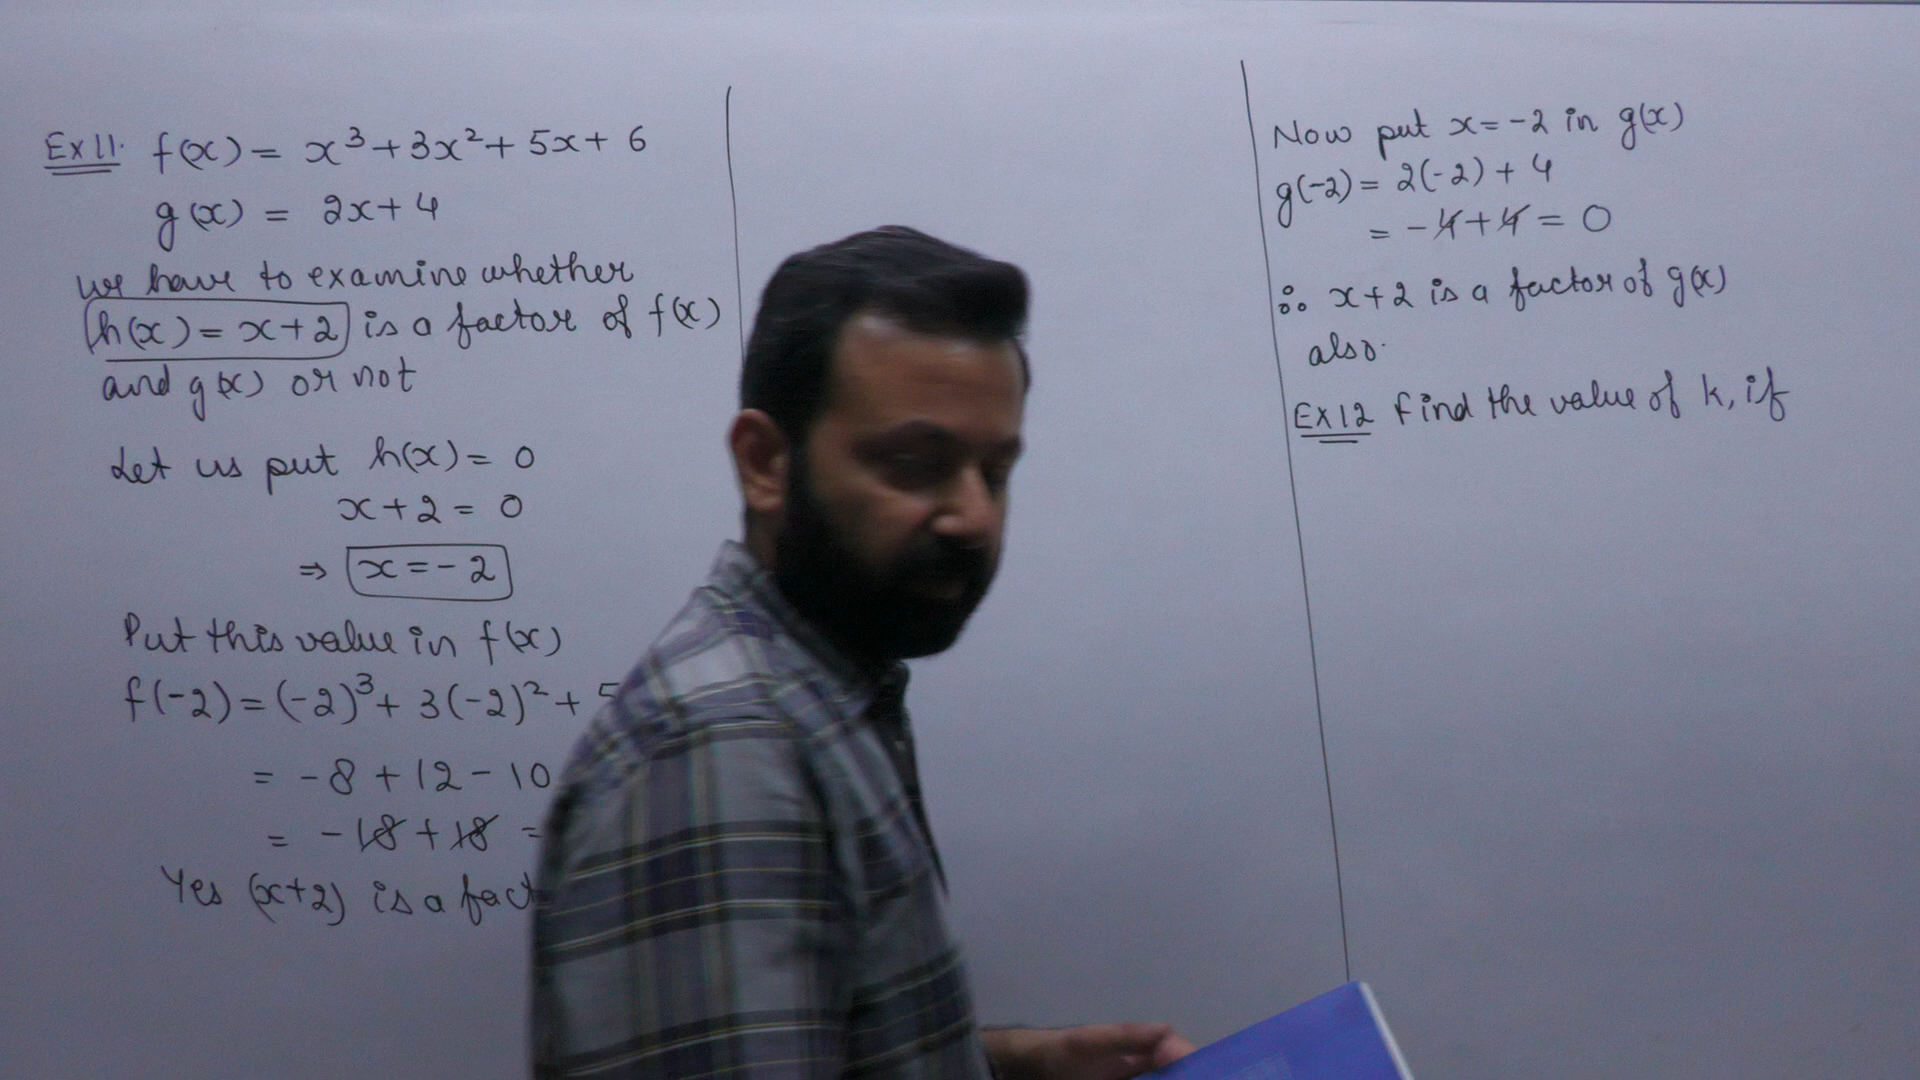 Ex 11. f(x) = x³ + 3x² + 5x + 6
g(x) = 2x + 4
we have to examine whether
h(x) = x + 2 is a factor of f(x)
and g(x) or not
Let us put h(x) = 0
x + 2 = 0
⇒ x = -2
Put this value in f(x)
f(-2) = (-2)³ + 3(-2)² + 5
= -8 + 12 - 10
= -18 + 18 =
Yes (x+2) is a fact
Now put x = -2 in g(x)
g(-2) = 2(-2) + 4
= -4 + 4 = 0
∴ x + 2 is a factor of g(x)
also.
Ex 12 Find the value of k, if